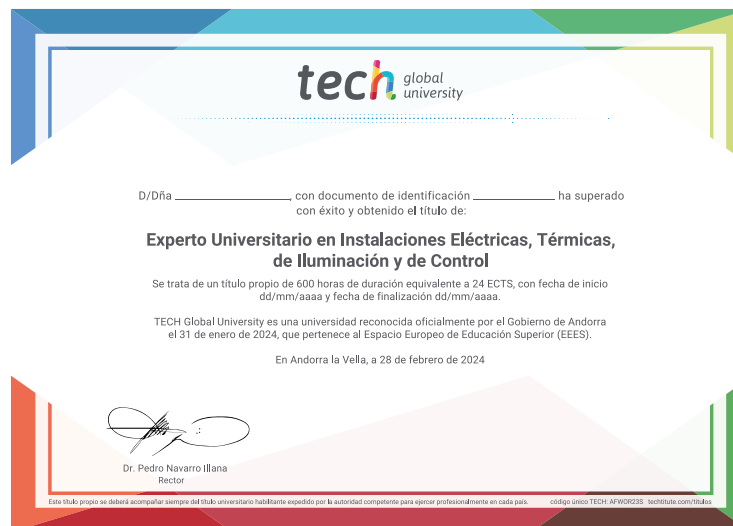 tech global university
D/Dña ____________________, con documento de identificación ______________ ha superado
con éxito y obtenido el título de:
Experto Universitario en Instalaciones Eléctricas, Térmicas,
de Iluminación y de Control
Se trata de un título propio de 600 horas de duración equivalente a 24 ECTS, con fecha de inicio
dd/mm/aaaa y fecha de finalización dd/mm/aaaa.
TECH Global University es una universidad reconocida oficialmente por el Gobierno de Andorra
el 31 de enero de 2024, que pertenece al Espacio Europeo de Educación Superior (EEES).
En Andorra la Vella, a 28 de febrero de 2024
Dr. Pedro Navarro Illana
Rector
Este título propio se deberá acompañar siempre del título universitario habilitante expedido por la autoridad competente para ejercer profesionalmente en cada país. código único TECH: AFWOR23S techtitute.com/titulos